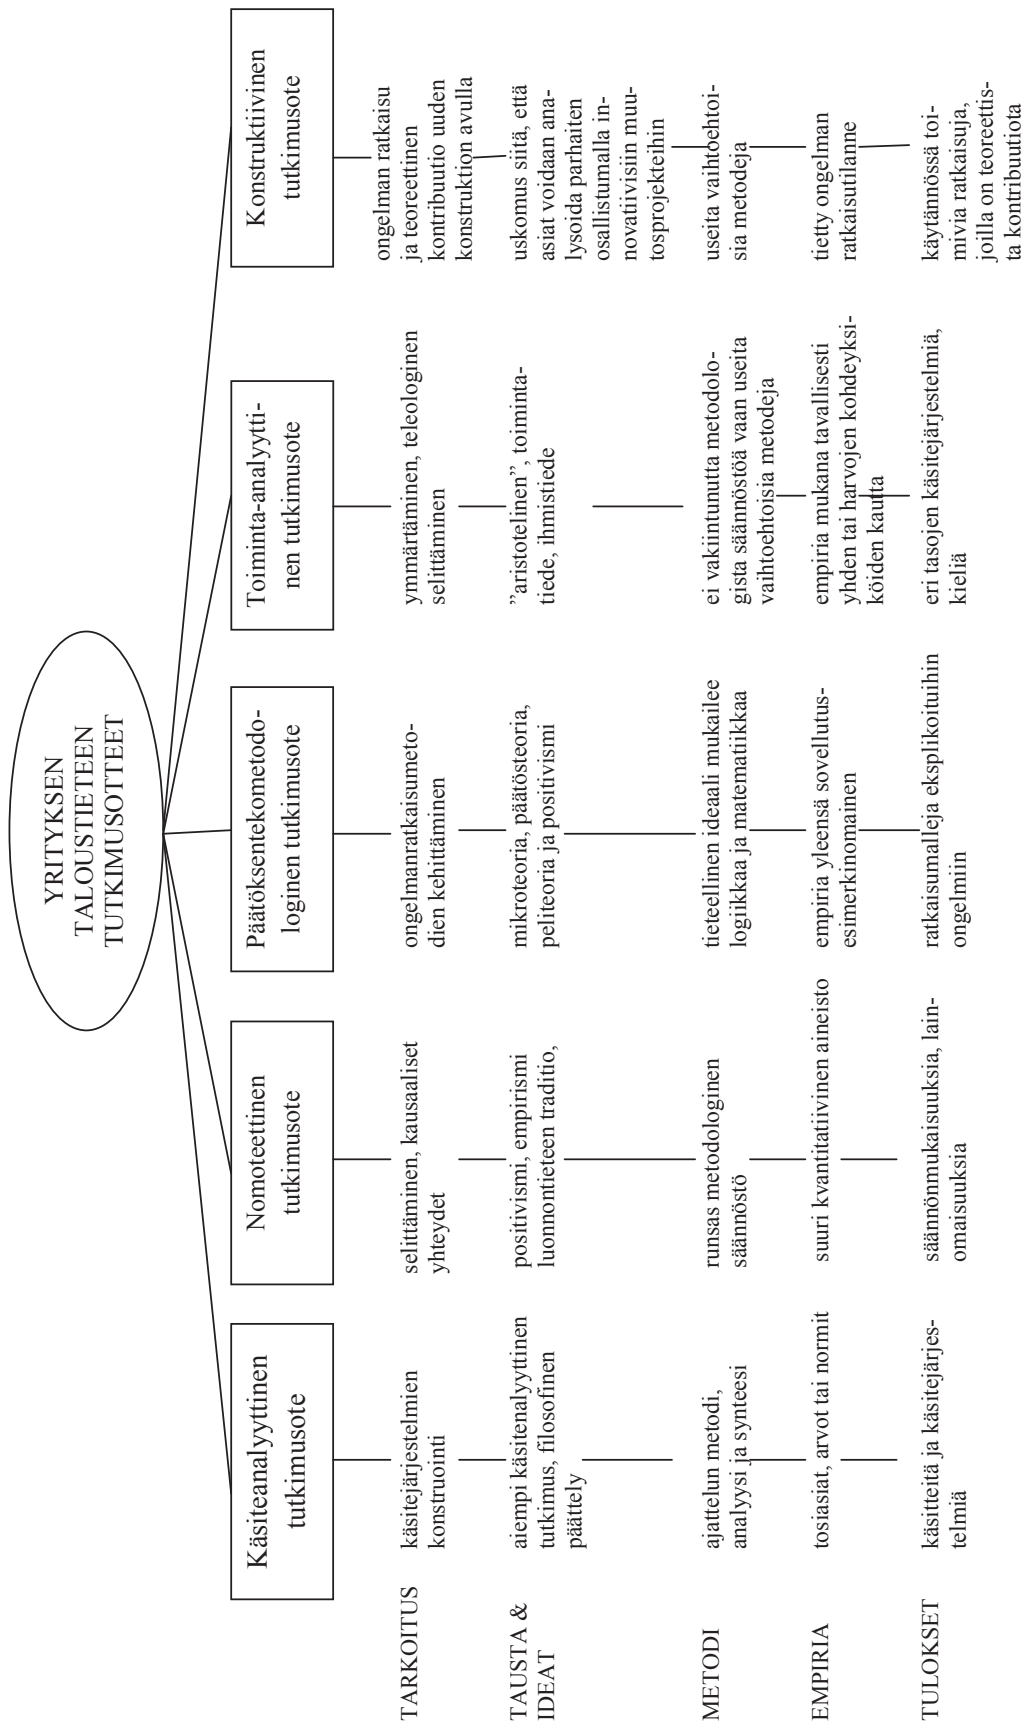 YRITYKSEN
TALOUSTIETEEN
TUTKIMUSOTTEET
Käsiteanalyyttinen
tutkimusote
Nomoteettinen
tutkimusote
Päätöksentekometodo-
loginen tutkimusote
Toiminta-analyytti-
nen tutkimusote
Konstruktiivinen
tutkimusote
TARKOITUS
käsitejärjestelmien
konstruointi
selittäminen, kausaaliset
yhteydet
ongelmanratkaisumeto-
dien kehittäminen
ymmärtäminen, teleologinen
selittäminen
ongelman ratkaisu
ja teoreettinen
kontribuutio uuden
konstruktion avulla
TAUSTA &
IDEAT
aiempi käsitenalyyttinen
tutkimus, filosofinen
päättely
positivismi, empirismi
luonnontieteen traditio,
mikroteoria, päätösteoria,
peliteoria ja positivismi
”aristotelinen”, toiminta-
tiede, ihmistiede
uskomus siitä, että
asiat voidaan ana-
lysoida parhaiten
osallistumalla in-
novatiivisiin muu-
tosprojekteihin
METODI
ajattelun metodi,
analyysi ja synteesi
runsas metodologinen
säännöstö
tieteellinen ideaali mukailee
logiikkaa ja matematiikkaa
ei vakiintunutta metodolo-
gista säännöstöä vaan useita
vaihtoehtoisia metodeja
useita vaihtoehtoi-
sia metodeja
EMPIRIA
tosiasiat, arvot tai normit
suuri kvantitatiivinen aineisto
empiria yleensä sovellutus-
esimerkinomainen
empiria mukana tavallisesti
yhden tai harvojen kohdeyksi-
köiden kautta
tietty ongelman
ratkaisutilanne
TULOKSET
käsitteitä ja käsitejärjes-
telmiä
säännönmukaisuuksia, lain-
omaisuuksia
ratkaisumalleja eksplikoituihin
ongelmiin
eri tasojen käsitejärjestelmiä,
kieliä
käytännössä toi-
mivia ratkaisuja,
joilla on teoreettis-
ta kontribuutiota